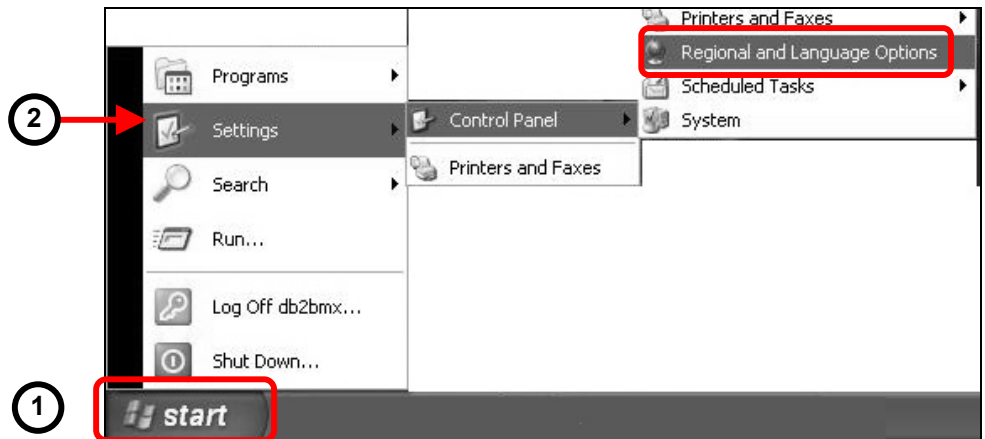 Printers and Faxes
Regional and Language Options
Programs
Scheduled Tasks
2
Settings
Control Panel
System
Printers and Faxes
Search
Run...
Log Off db2bmx...
Shut Down...
1
start